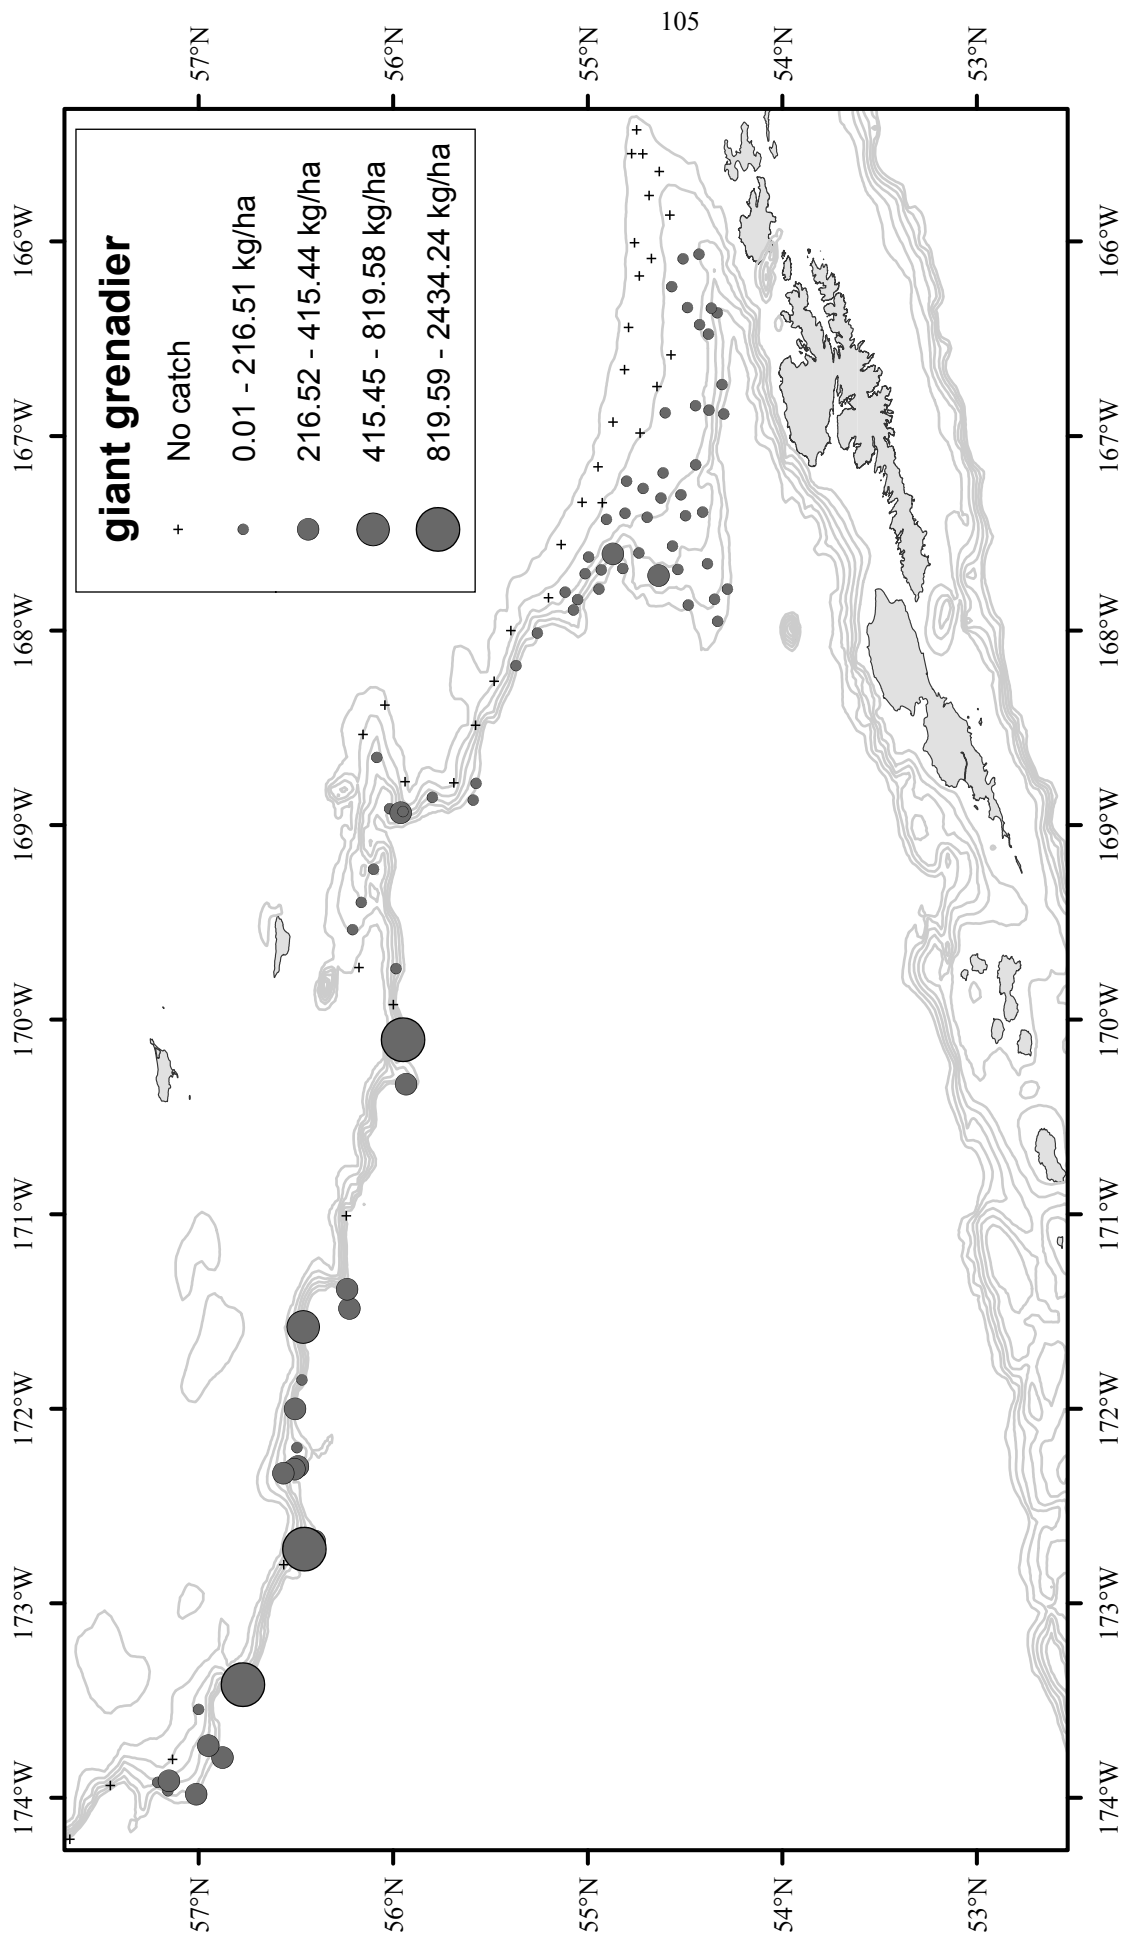 105
giant grenadier
No catch
0.01 - 216.51 kg/ha
216.52 - 415.44 kg/ha
415.45 - 819.58 kg/ha
819.59 - 2434.24 kg/ha
174°W 173°W 172°W 171°W 170°W 169°W 168°W 167°W 166°W
57°N 57°N
56°N 56°N
55°N 55°N
54°N 54°N
53°N 53°N
174°W 173°W 172°W 171°W 170°W 169°W 168°W 167°W 166°W